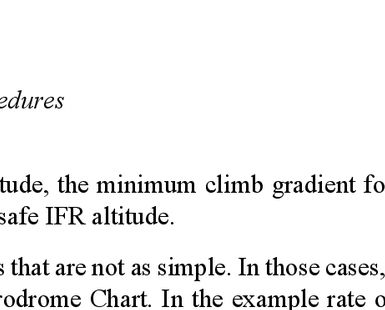 edures
tude, the minimum climb gradient fo
safe IFR altitude.
s that are not as simple. In those cases,
rodrome Chart. In the example rate o